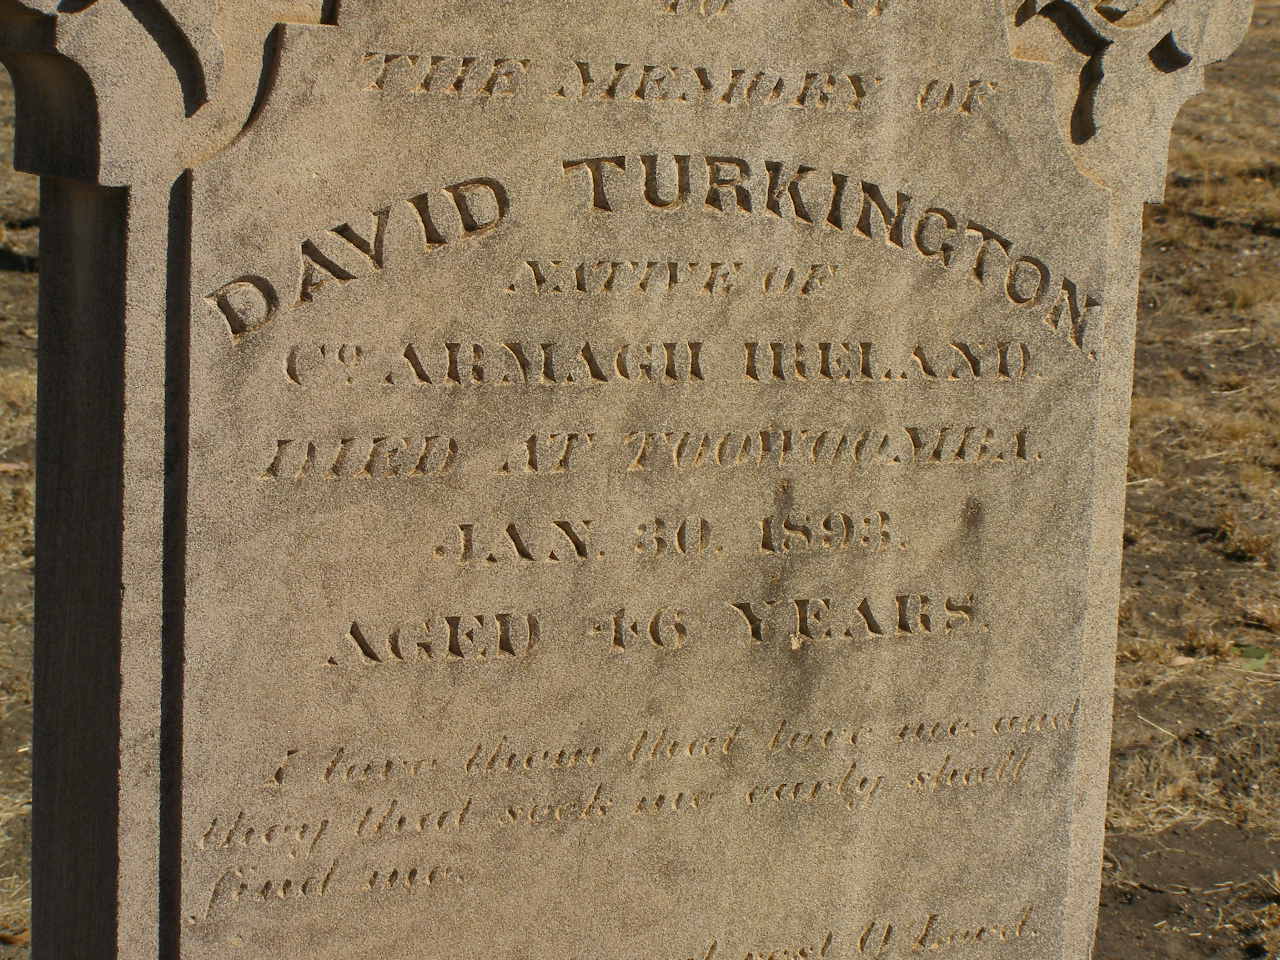 TO
THE MEMORY OF
DAVID TURKINGTON.
NATIVE OF
Co. ARMAGH IRELAND.
DIED AT TOOWOOMBA.
JAN. 30. 1893.
AGED 46 YEARS.
I love them that love me. and
they that seek me early shall
find me.
rest O Lord.